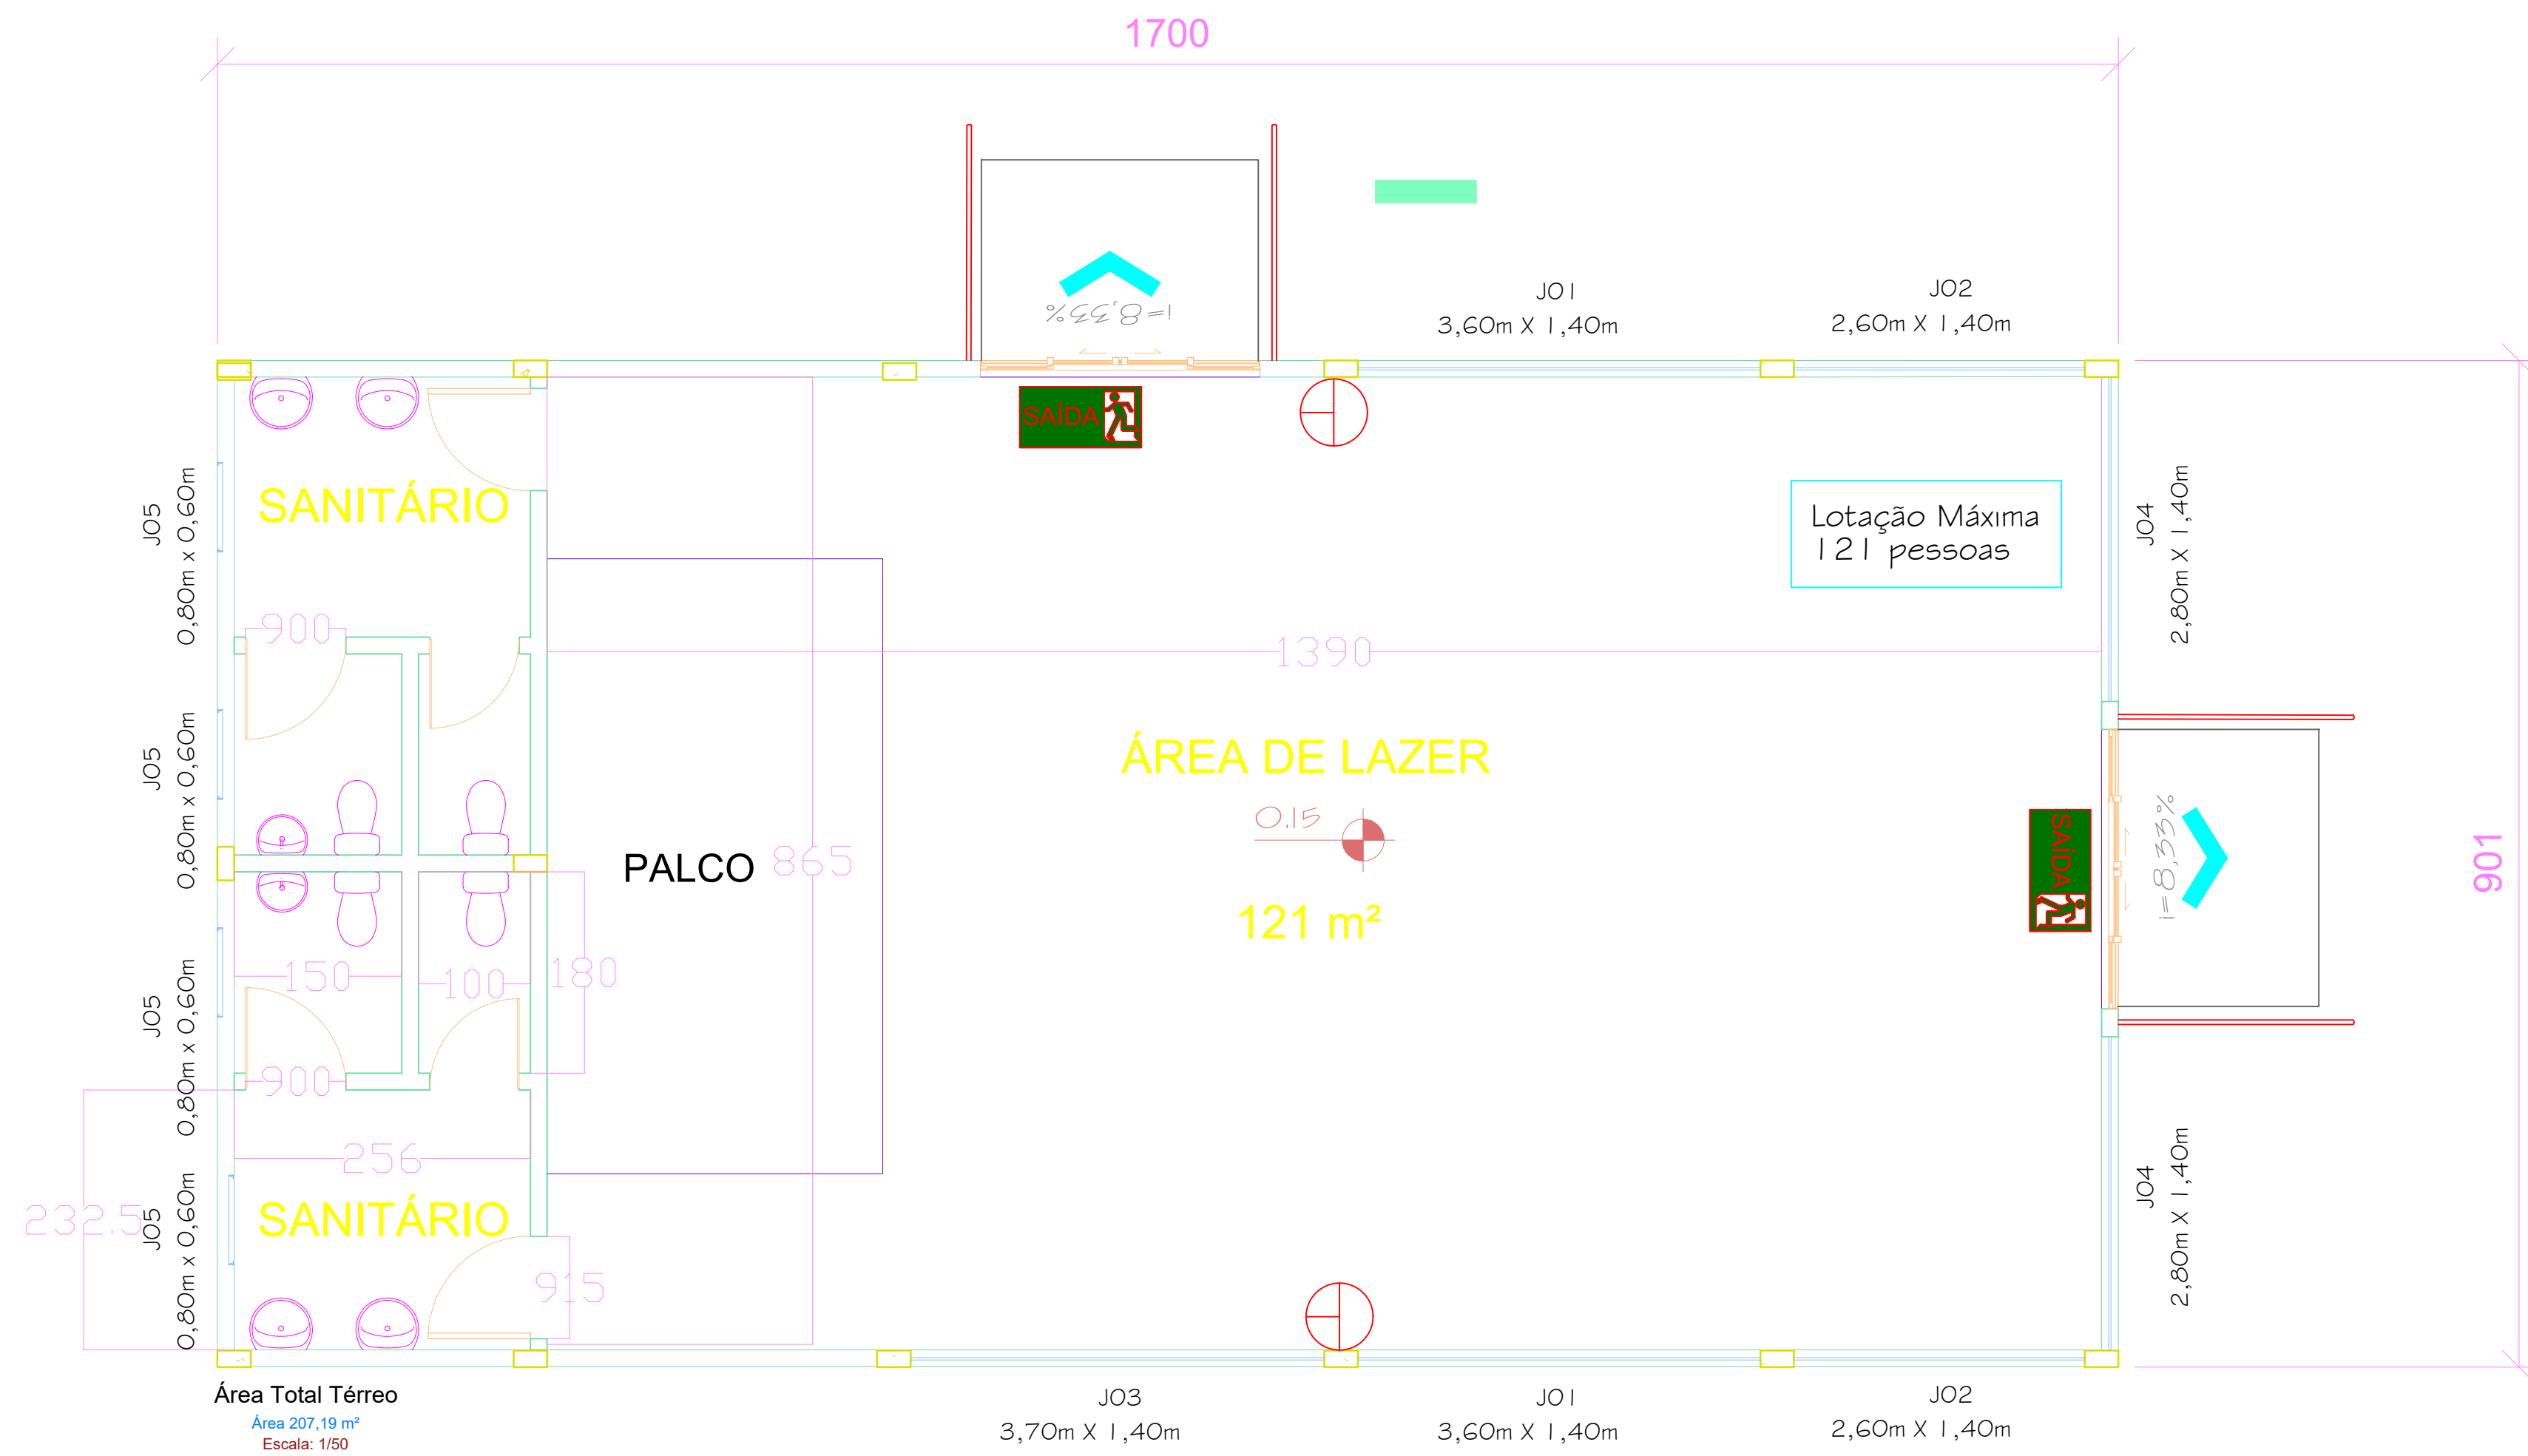 1700
JO1
3,60m X 1,40m
JO2
2,60m X 1,40m
i=8,33%
SAÍDA
SANITÁRIO
JO5
0,80m x 0,60m
Lotação Máxima
121 pessoas
JO4
2,80m X 1,40m
900
1390
ÁREA DE LAZER
0.15
JO5
0,80m x 0,60m
PALCO
865
121 m²
SAÍDA
i=8,33%
901
150
100
180
JO5
0,80m x 0,60m
900
256
232.5
SANITÁRIO
JO5
0,80m x 0,60m
915
JO4
2,80m X 1,40m
Área Total Térreo
Área 207,19 m²
Escala: 1/50
JO3
3,70m X 1,40m
JO1
3,60m X 1,40m
JO2
2,60m X 1,40m